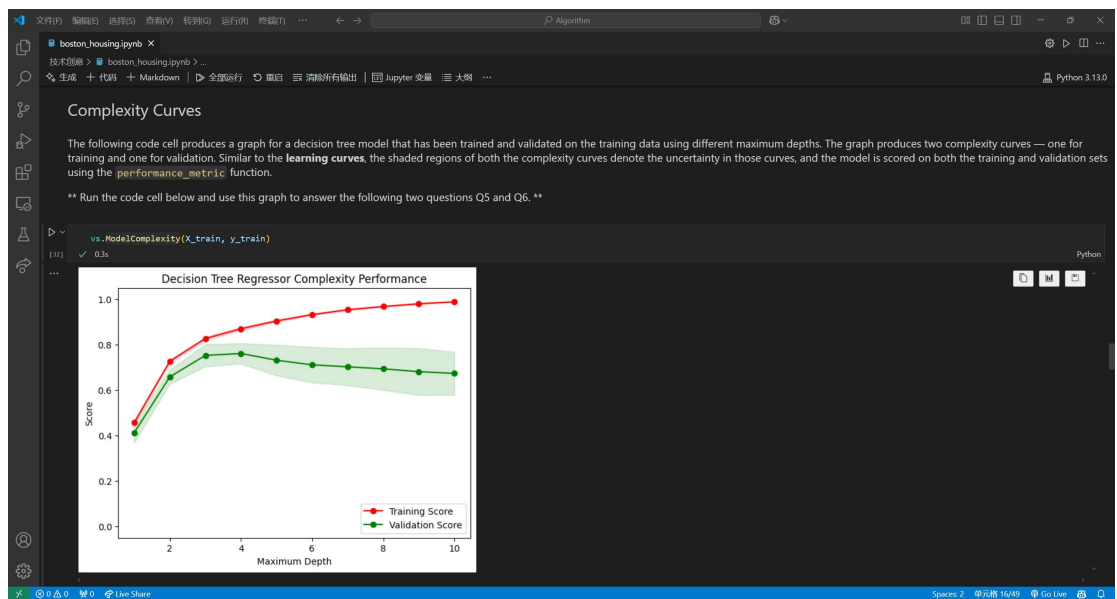 文件(F) 编辑(E) 选择(S) 查看(V) 转到(G) 运行(R) 终端(T) ··· ← → Algorithm
boston_housing.ipynb ×
技术创意 > boston_housing.ipynb > ...
生成 + 代码 + Markdown | 全部运行 重启 清除所有输出 | Jupyter 变量 大纲 ··· Python 3.13.0
Complexity Curves
The following code cell produces a graph for a decision tree model that has been trained and validated on the training data using different maximum depths. The graph produces two complexity curves — one for
training and one for validation. Similar to the learning curves, the shaded regions of both the complexity curves denote the uncertainty in those curves, and the model is scored on both the training and validation sets
using the performance_metric function.
** Run the code cell below and use this graph to answer the following two questions Q5 and Q6. **
vs.ModelComplexity(X_train, y_train)
[32] ✓ 0.3s Python
Decision Tree Regressor Complexity Performance
1.0
0.8
0.6
0.4
0.2
0.0
Score
Training Score
Validation Score
2 4 6 8 10
Maximum Depth
0 0 0 Live Share Spaces: 2 单元格 16/49 Go Live